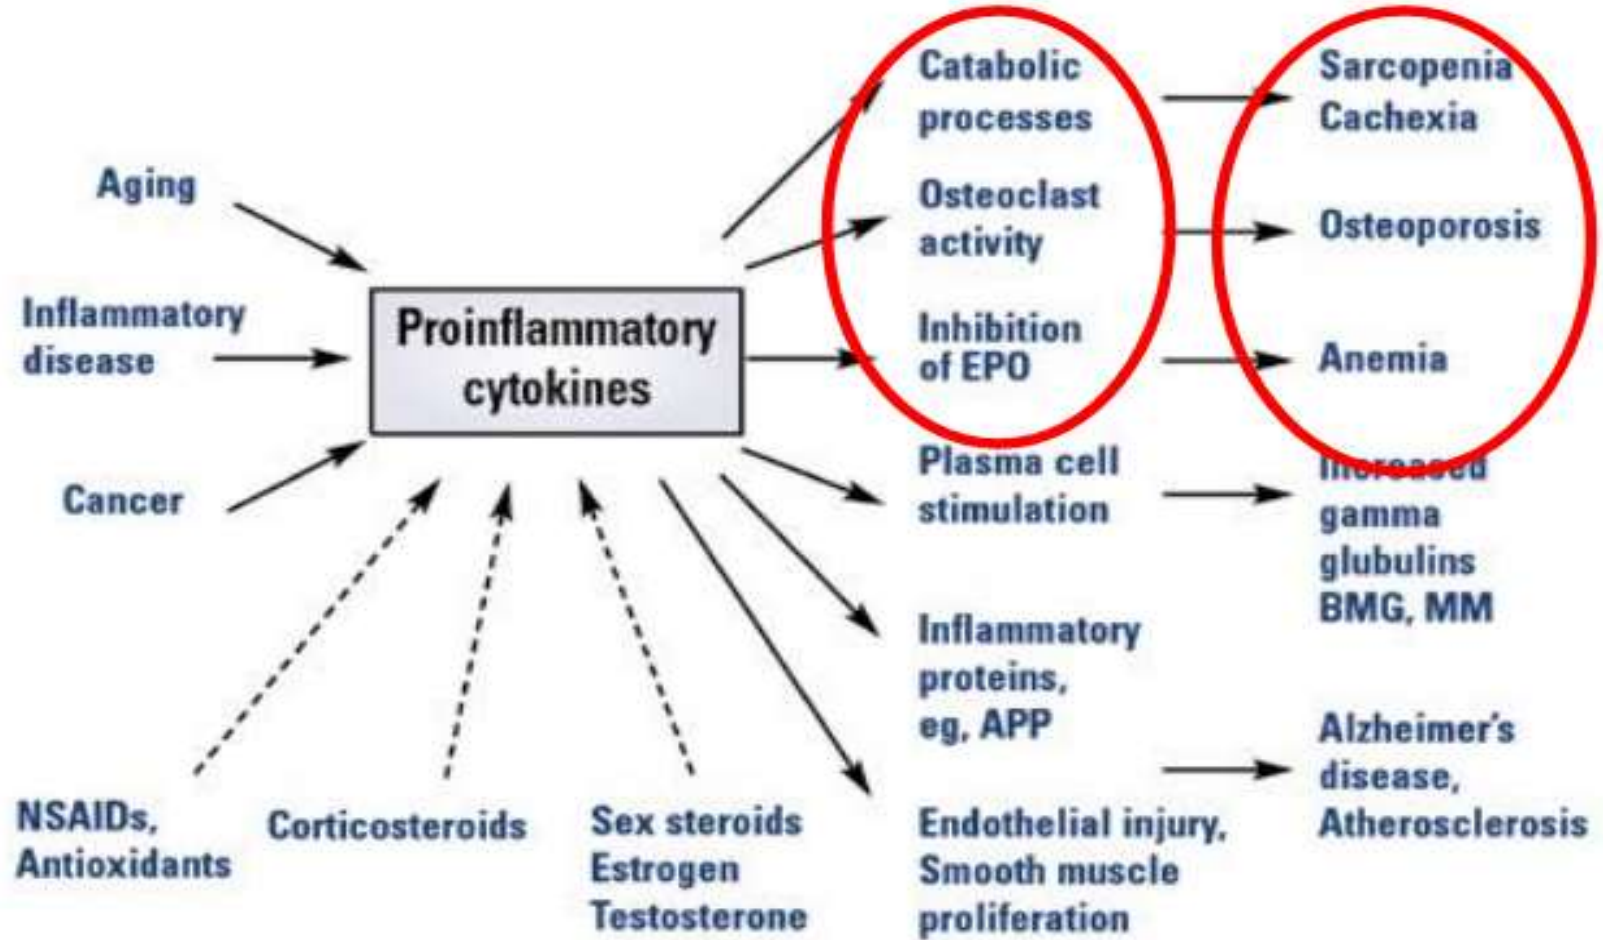 Aging
Inflammatory
disease
Cancer
Proinflammatory
cytokines
NSAIDs,
Antioxidants
Corticosteroids
Sex steroids
Estrogen
Testosterone
Catabolic
processes
Osteoclast
activity
Inhibition
of EPO
Plasma cell
stimulation
Inflammatory
proteins,
eg, APP
Endothelial injury,
Smooth muscle
proliferation
Sarcopenia
Cachexia
Osteoporosis
Anemia
Increased
gamma
glubulins
BMG, MM
Alzheimer's
disease,
Atherosclerosis